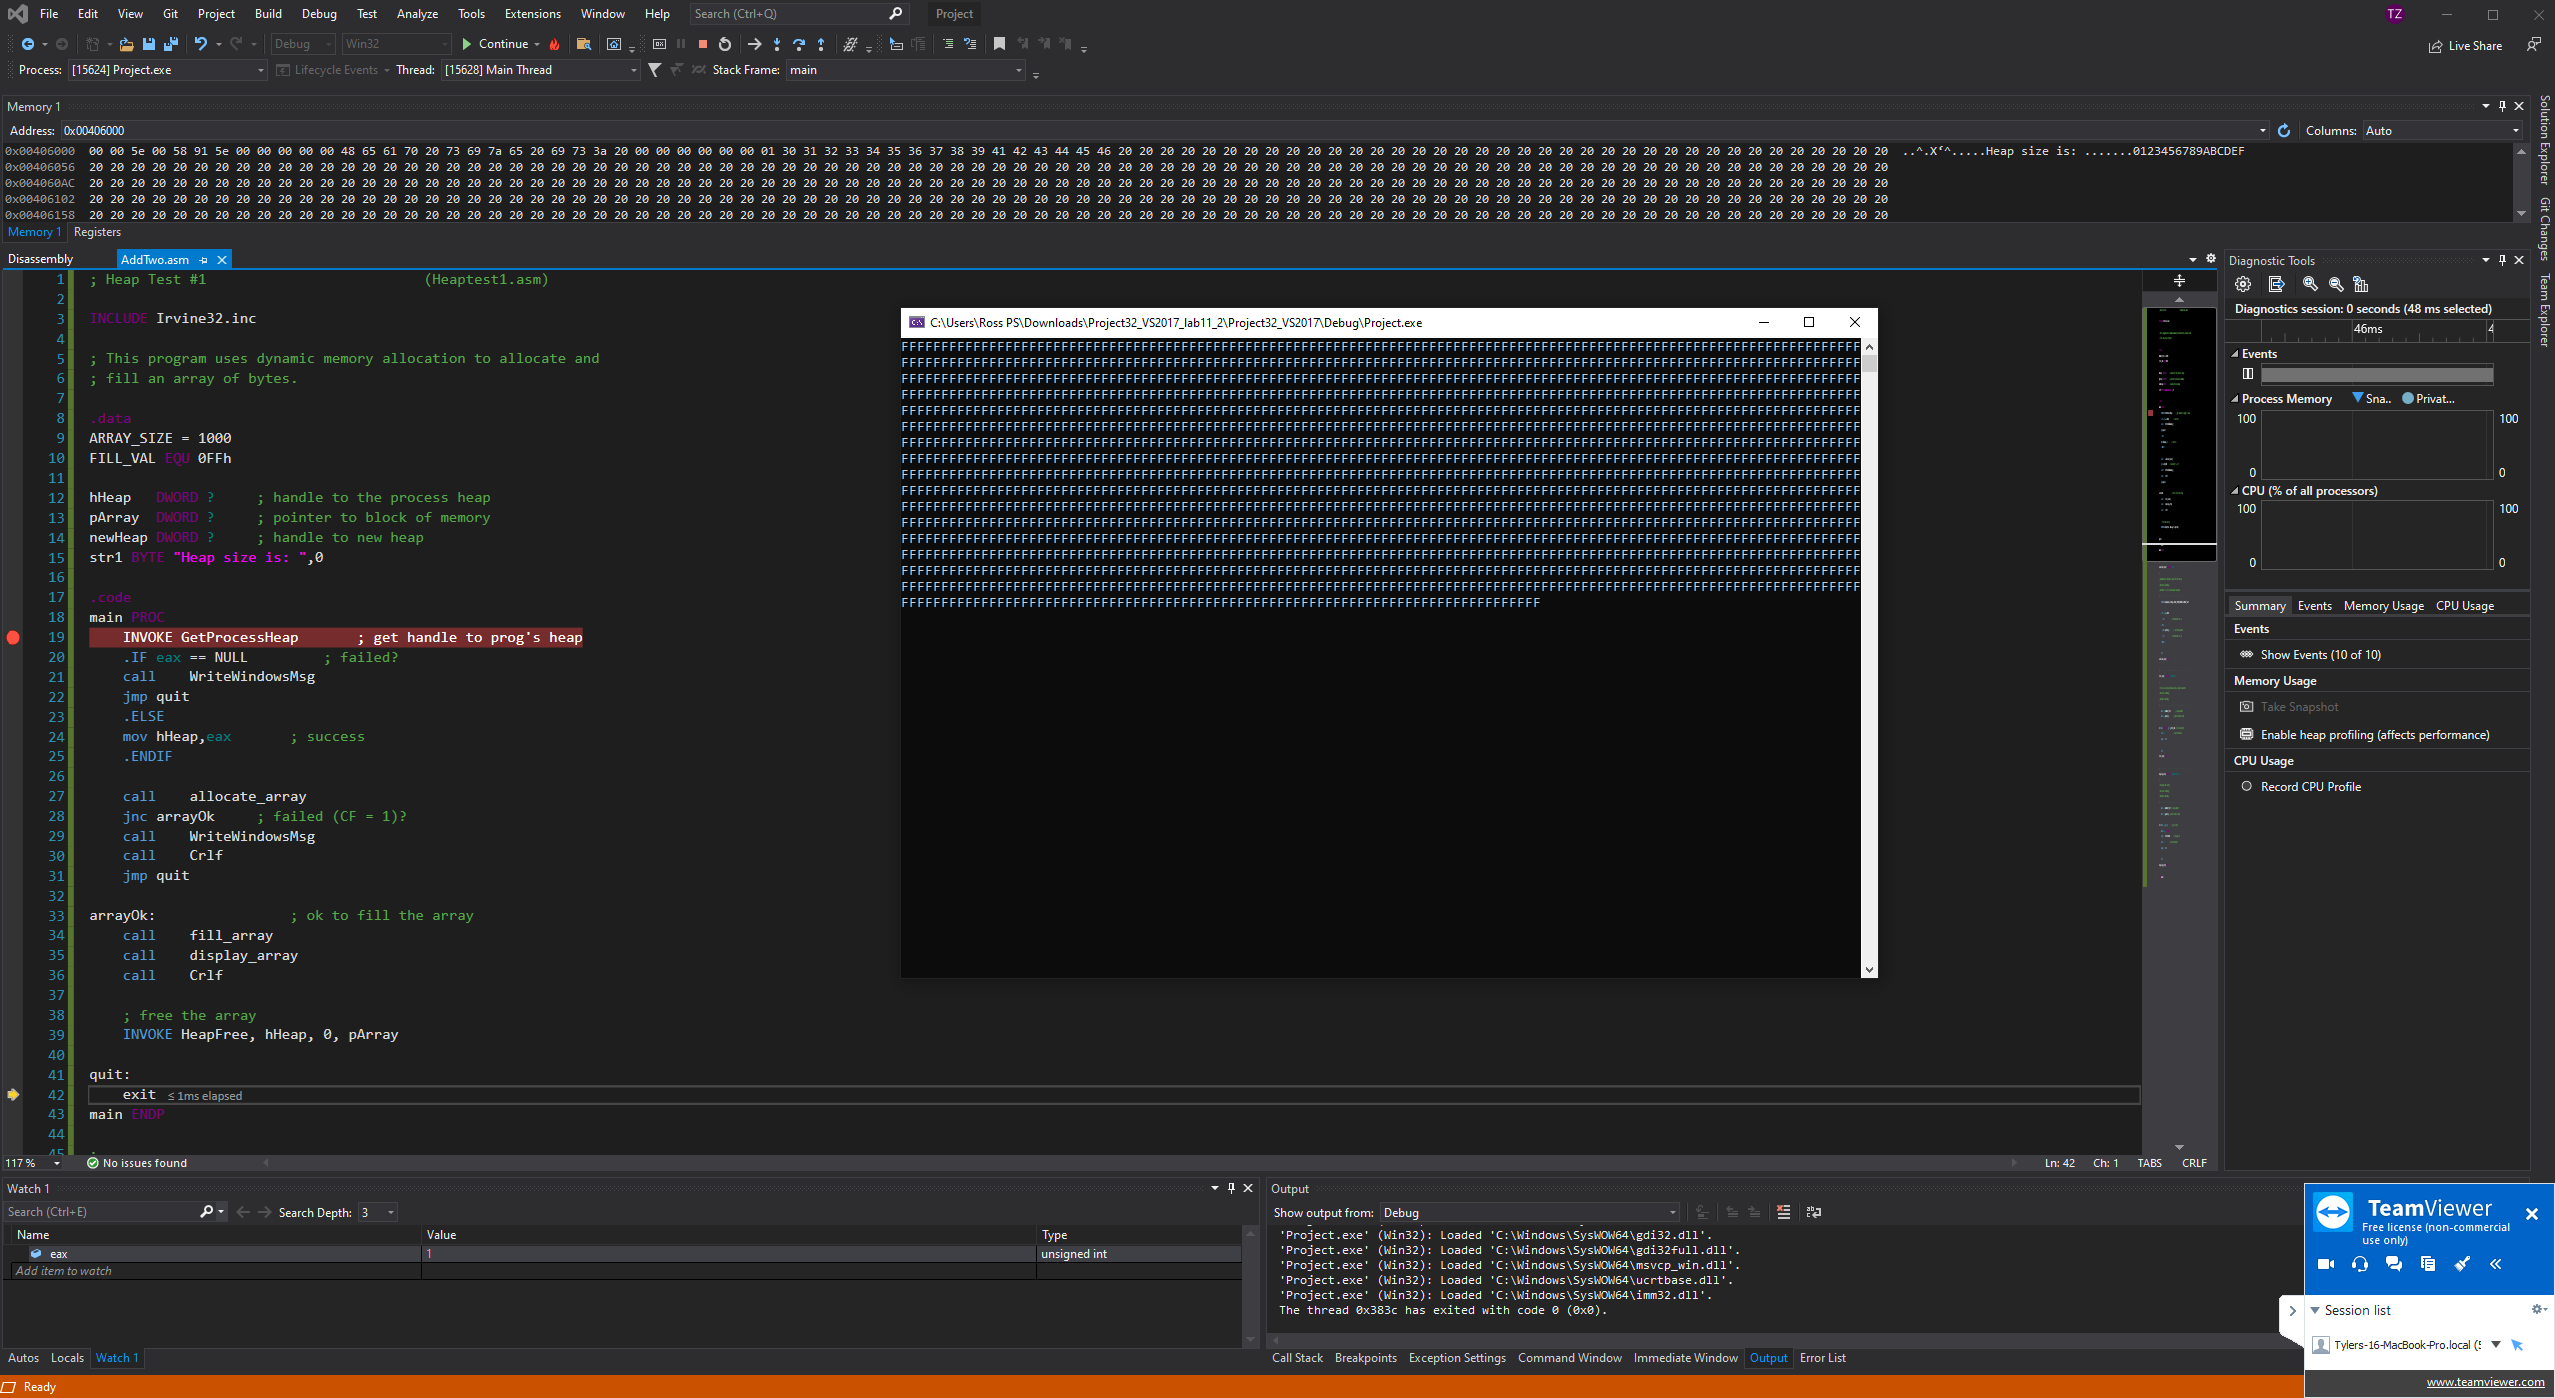 File Edit View Git Project Build Debug Test Analyze Tools Extensions Window Help Search (Ctrl+Q) Project TZ
Debug Win32 Continue Live Share
Process: [15624] Project.exe Lifecycle Events Thread: [15628] Main Thread Stack Frame: main
Memory 1
Address: 0x00406000 Columns: Auto
0x00406000 00 00 5e 00 58 91 5e 00 00 00 00 00 48 65 61 70 20 73 69 7a 65 20 69 73 3a 20 00 00 00 00 00 00 01 30 31 32 33 34 35 36 37 38 39 41 42 43 44 45 46 20 20 20 20 20 20 20 20 20 20 20 20 20 20 20 20 20 20 20 20 20 20 20 20 20 20 20 20 20 20 20 20 20 20 20 20 20 ..^.X‘^.....Heap size is: .......0123456789ABCDEF
0x00406056 20 20 20 20 20 20 20 20 20 20 20 20 20 20 20 20 20 20 20 20 20 20 20 20 20 20 20 20 20 20 20 20 20 20 20 20 20 20 20 20 20 20 20 20 20 20 20 20 20 20 20 20 20 20 20 20 20 20 20 20 20 20 20 20 20 20 20 20 20 20 20 20 20 20 20 20 20 20 20 20 20 20 20 20 20 20
0x004060AC 20 20 20 20 20 20 20 20 20 20 20 20 20 20 20 20 20 20 20 20 20 20 20 20 20 20 20 20 20 20 20 20 20 20 20 20 20 20 20 20 20 20 20 20 20 20 20 20 20 20 20 20 20 20 20 20 20 20 20 20 20 20 20 20 20 20 20 20 20 20 20 20 20 20 20 20 20 20 20 20 20 20 20 20 20 20
0x00406102 20 20 20 20 20 20 20 20 20 20 20 20 20 20 20 20 20 20 20 20 20 20 20 20 20 20 20 20 20 20 20 20 20 20 20 20 20 20 20 20 20 20 20 20 20 20 20 20 20 20 20 20 20 20 20 20 20 20 20 20 20 20 20 20 20 20 20 20 20 20 20 20 20 20 20 20 20 20 20 20 20 20 20 20 20 20
0x00406158 20 20 20 20 20 20 20 20 20 20 20 20 20 20 20 20 20 20 20 20 20 20 20 20 20 20 20 20 20 20 20 20 20 20 20 20 20 20 20 20 20 20 20 20 20 20 20 20 20 20 20 20 20 20 20 20 20 20 20 20 20 20 20 20 20 20 20 20 20 20 20 20 20 20 20 20 20 20 20 20 20 20 20 20 20 20
Memory 1 Registers
Solution Explorer Git Changes Team Explorer
Disassembly AddTwo.asm
1 ; Heap Test #1 (Heaptest1.asm)
2
3 INCLUDE Irvine32.inc
4
5 ; This program uses dynamic memory allocation to allocate and
6 ; fill an array of bytes.
7
8 .data
9 ARRAY_SIZE = 1000
10 FILL_VAL EQU 0FFh
11
12 hHeap DWORD ? ; handle to the process heap
13 pArray DWORD ? ; pointer to block of memory
14 newHeap DWORD ? ; handle to new heap
15 str1 BYTE "Heap size is: ",0
16
17 .code
18 main PROC
19 INVOKE GetProcessHeap ; get handle to prog's heap
20 .IF eax == NULL ; failed?
21 call WriteWindowsMsg
22 jmp quit
23 .ELSE
24 mov hHeap,eax ; success
25 .ENDIF
26
27 call allocate_array
28 jnc arrayOk ; failed (CF = 1)?
29 call WriteWindowsMsg
30 call Crlf
31 jmp quit
32
33 arrayOk: ; ok to fill the array
34 call fill_array
35 call display_array
36 call Crlf
37
38 ; free the array
39 INVOKE HeapFree, hHeap, 0, pArray
40
41 quit:
42 exit ≤ 1ms elapsed
43 main ENDP
44
45 ;
117 % No issues found Ln: 42 Ch: 1 TABS CRLF
C:\Users\Ross PS\Downloads\Project32_VS2017_lab11_2\Project32_VS2017\Debug\Project.exe
Diagnostic Tools
Diagnostics session: 0 seconds (48 ms selected)
46ms 4
Events
Process Memory Sna.. Privat...
100 100
0 0
CPU (% of all processors)
100 100
0 0
Summary Events Memory Usage CPU Usage
Events
Show Events (10 of 10)
Memory Usage
Take Snapshot
Enable heap profiling (affects performance)
CPU Usage
Record CPU Profile
Watch 1
Search (Ctrl+E) Search Depth: 3
Name Value Type
eax 1 unsigned int
Add item to watch
Autos Locals Watch 1
Output
Show output from: Debug
'Project.exe' (Win32): Loaded 'C:\Windows\SysWOW64\gdi32.dll'.
'Project.exe' (Win32): Loaded 'C:\Windows\SysWOW64\gdi32full.dll'.
'Project.exe' (Win32): Loaded 'C:\Windows\SysWOW64\msvcp_win.dll'.
'Project.exe' (Win32): Loaded 'C:\Windows\SysWOW64\ucrtbase.dll'.
'Project.exe' (Win32): Loaded 'C:\Windows\SysWOW64\imm32.dll'.
The thread 0x383c has exited with code 0 (0x0).
Call Stack Breakpoints Exception Settings Command Window Immediate Window Output Error List
TeamViewer
Free license (non-commercial
use only)
Session list
Tylers-16-MacBook-Pro.local
www.teamviewer.com
Ready